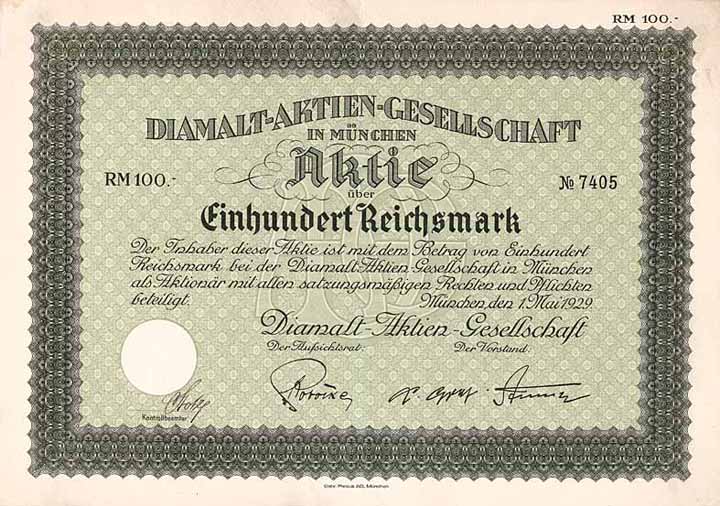 RM 100.-
DIAMALT-AKTIEN-GESELLSCHAFT
IN MÜNCHEN
Aktie
RM 100.-
№ 7405
über
Einhundert Reichsmark
Der Inhaber dieser Aktie ist mit dem Betrag von Einhundert
Reichsmark bei der Diamalt-Aktien-Gesellschaft in München
als Aktionär mit allen satzungsmäßigen Rechten und Pflichten
beteiligt.
München, den 1. Mai 1929.
Diamalt-Aktien-Gesellschaft
Der Aufsichtsrat:
Der Vorstand:
Kontrollbeamter
München